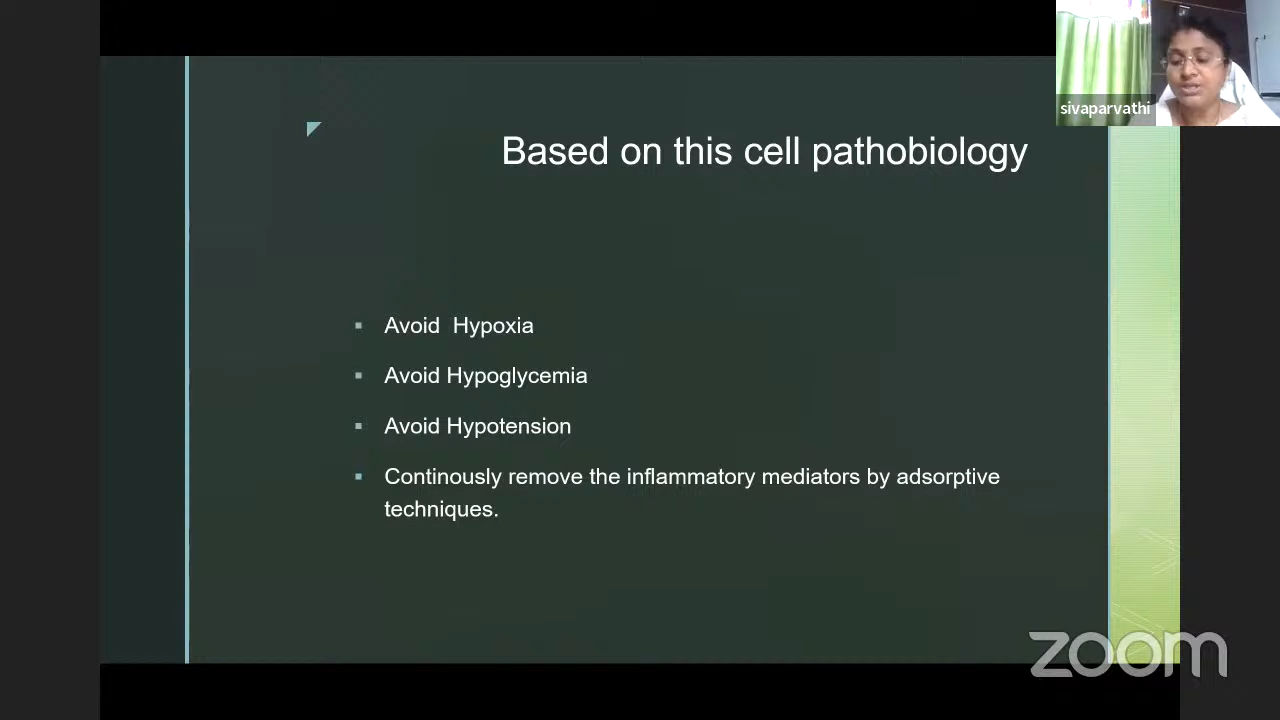 sivaparvathi
Based on this cell pathobiology
Avoid  Hypoxia
Avoid Hypoglycemia
Avoid Hypotension
Continously remove the inflammatory mediators by adsorptive
techniques.
zoom